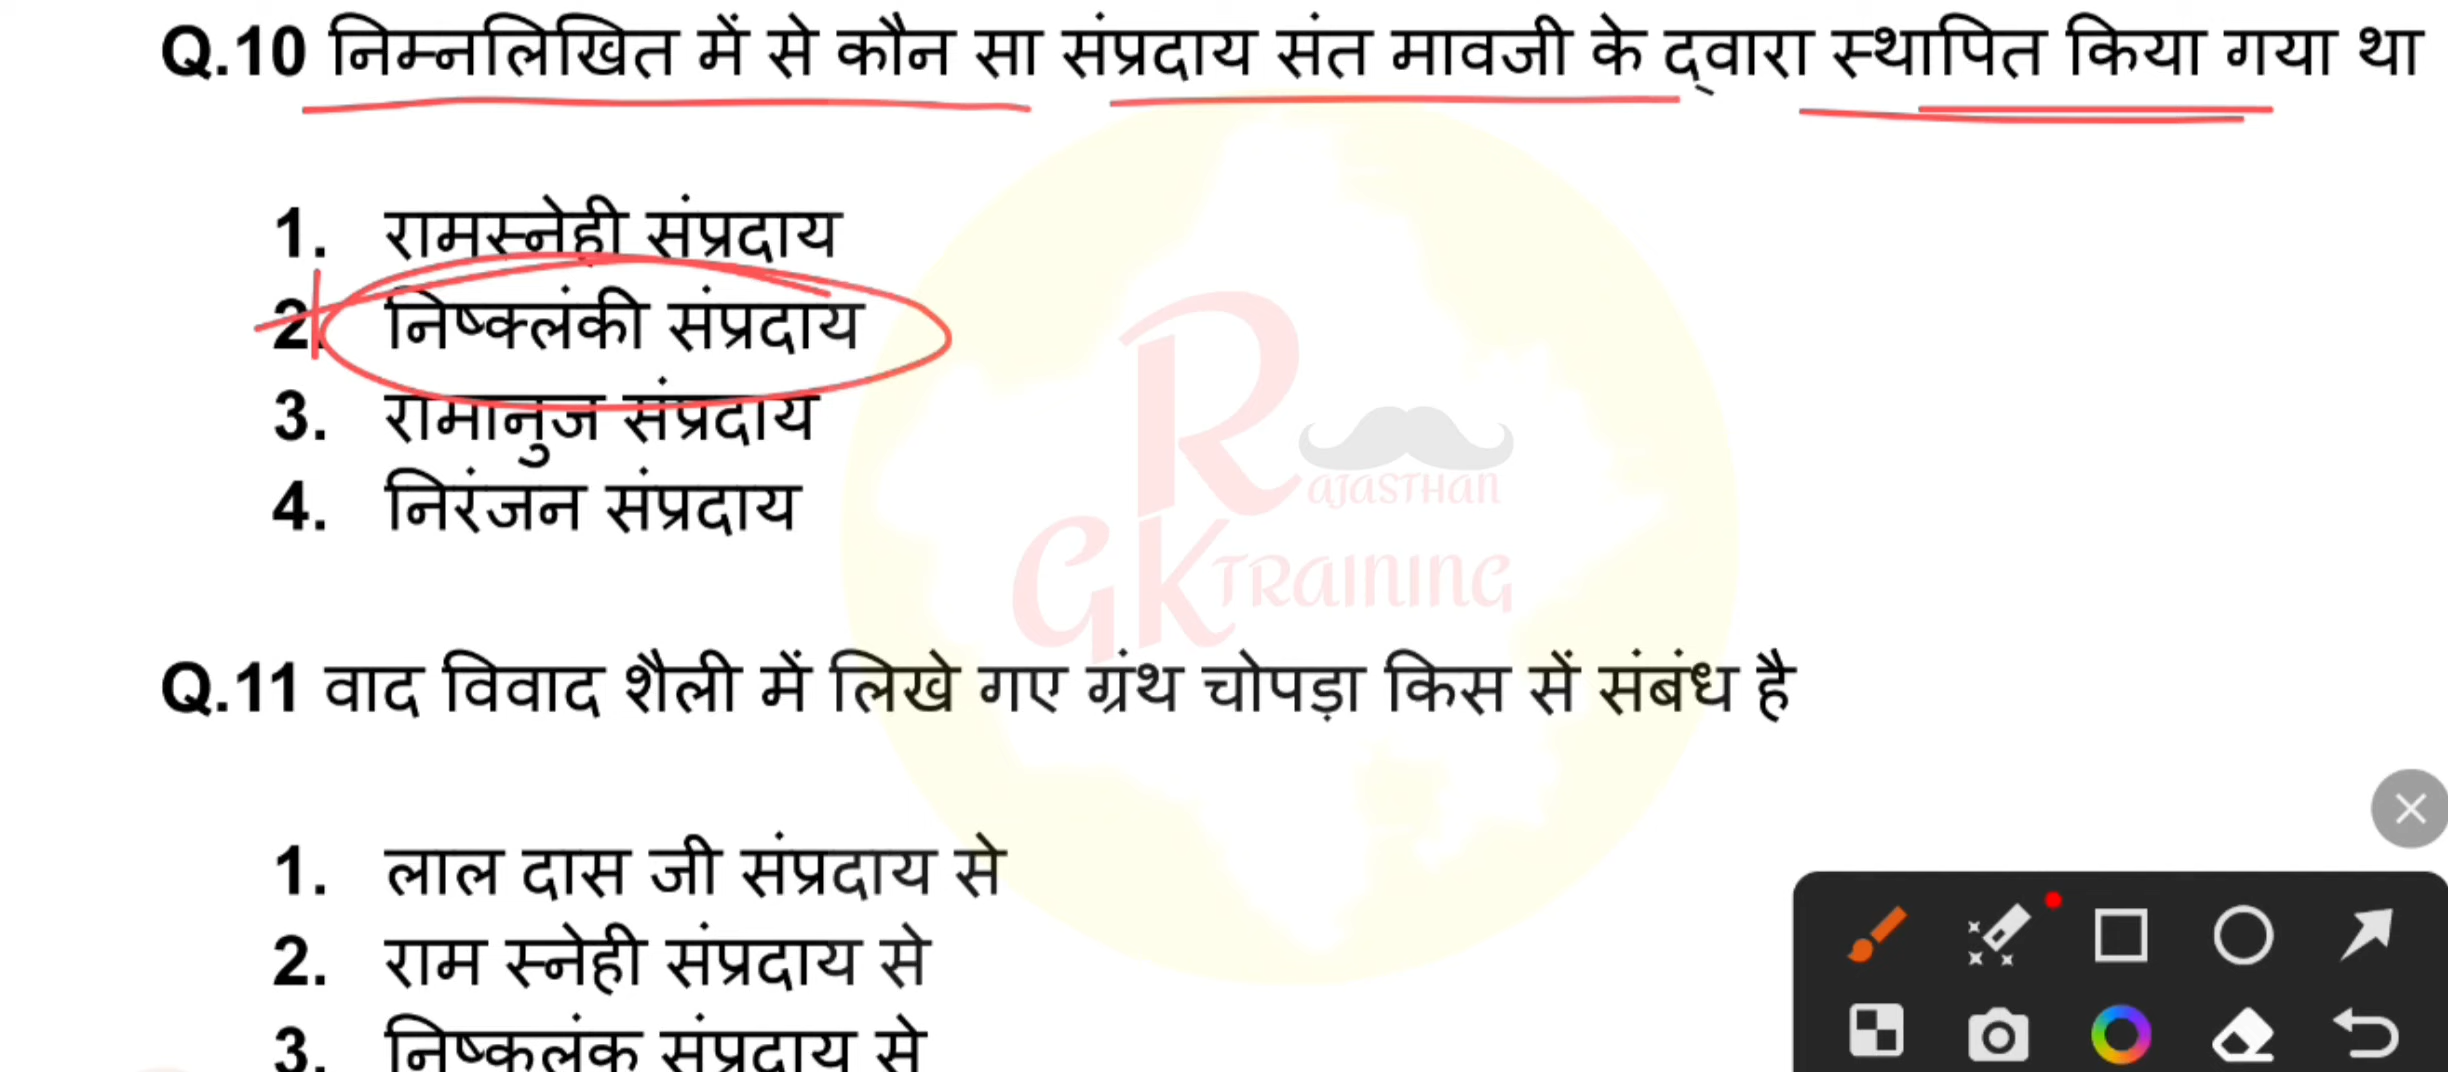 Q.10 निम्नलिखित में से कौन सा संप्रदाय संत मावजी के द्वारा स्थापित किया गया था
1. रामस्नेही संप्रदाय
2. निष्क्लंकी संप्रदाय
3. रामानुज संप्रदाय
4. निरंजन संप्रदाय
RAJASTHAN
GK TRAINING
Q.11 वाद विवाद शैली में लिखे गए ग्रंथ चोपड़ा किस सें संबंध है
1. लाल दास जी संप्रदाय से
2. राम स्नेही संप्रदाय से
3. निष्कलंक संप्रदाय से